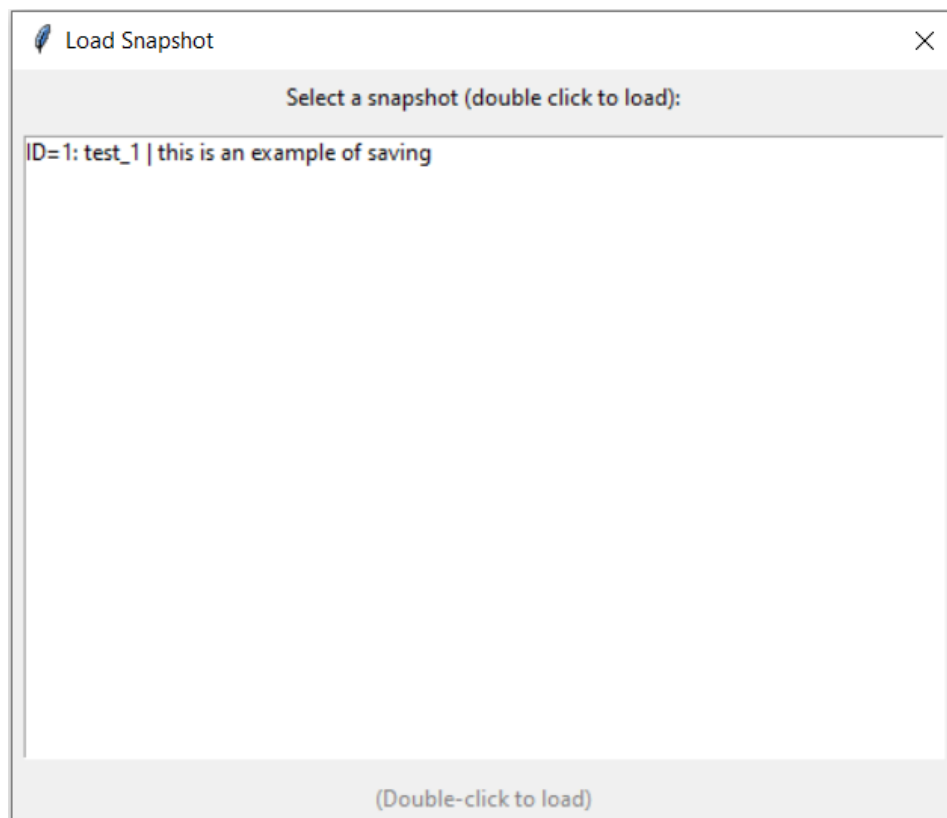 Load Snapshot
Select a snapshot (double click to load):
ID=1: test_1 | this is an example of saving
(Double-click to load)